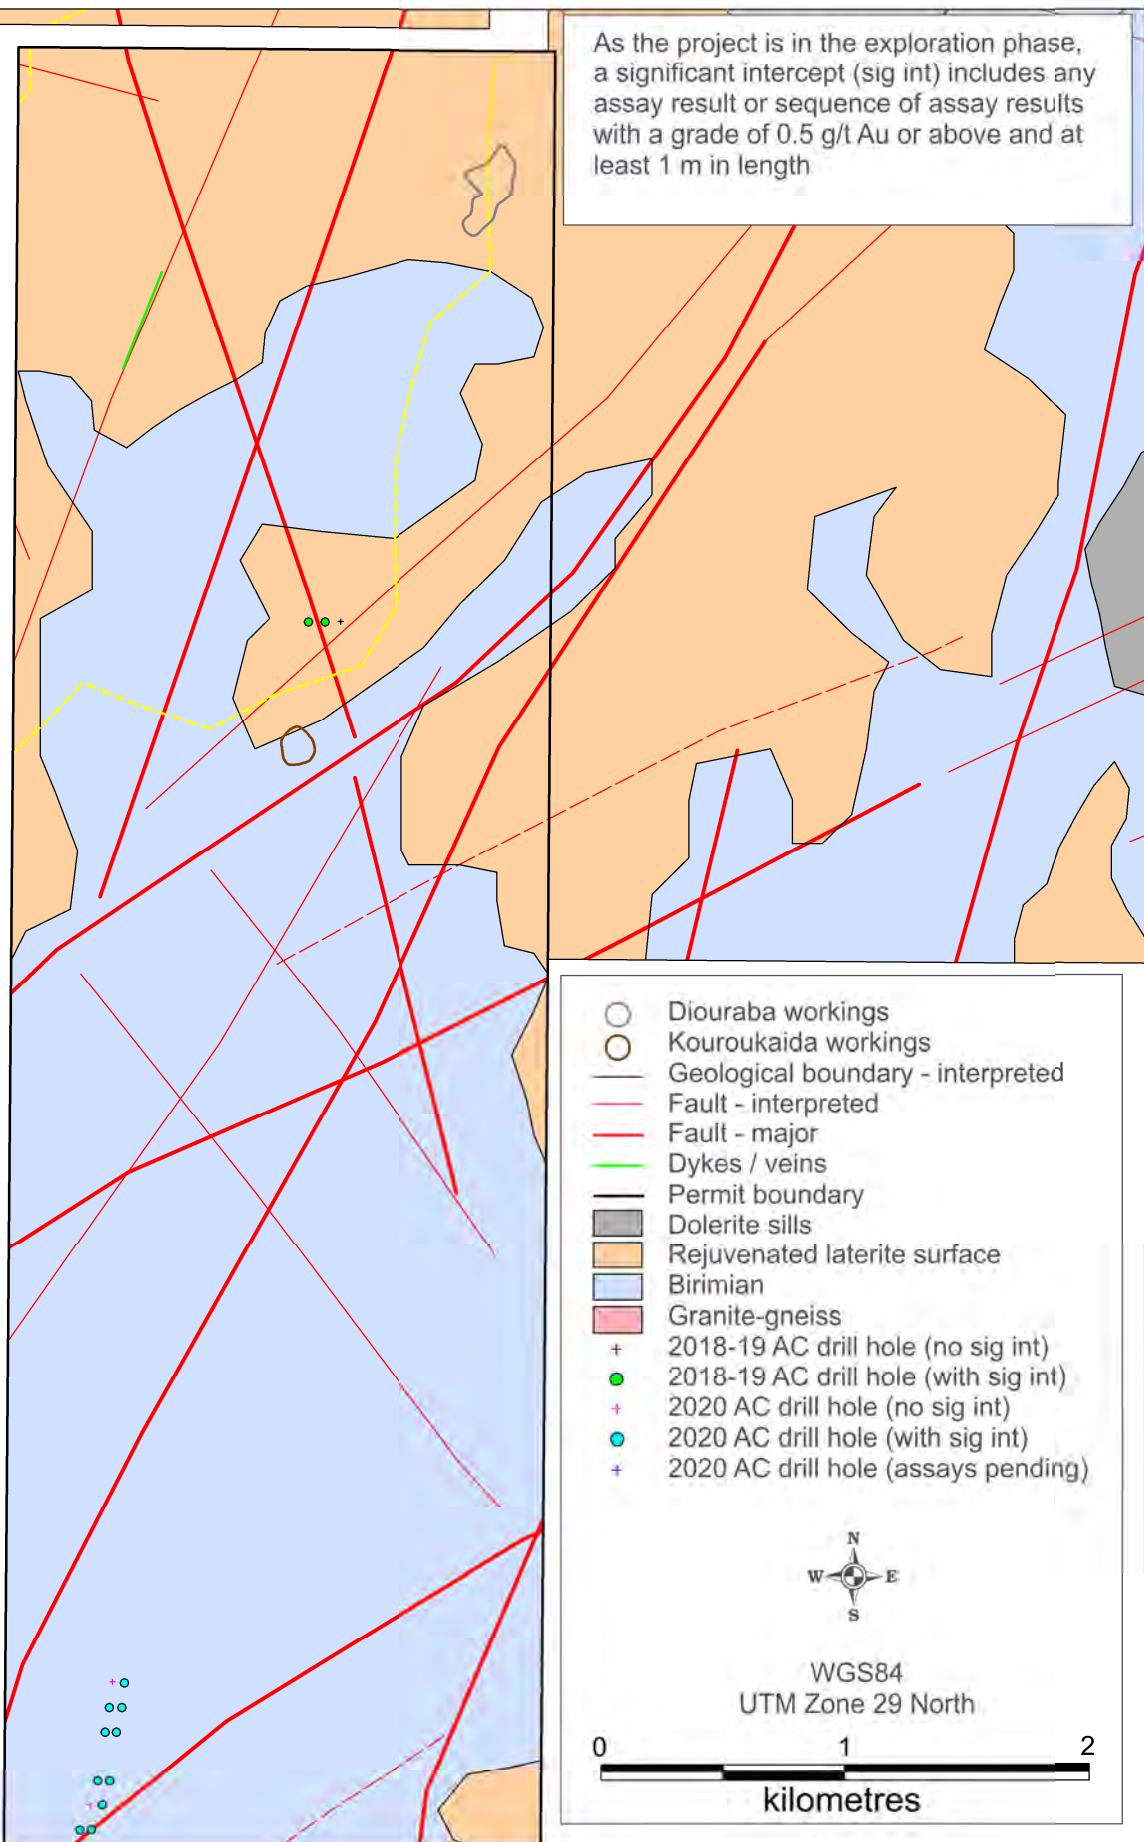 As the project is in the exploration phase,
a significant intercept (sig int) includes any
assay result or sequence of assay results
with a grade of 0.5 g/t Au or above and at
least 1 m in length
Diouraba workings
Kouroukaida workings
Geological boundary - interpreted
Fault - interpreted
Fault - major
Dykes / veins
Permit boundary
Dolerite sills
Rejuvenated laterite surface
Birimian
Granite-gneiss
2018-19 AC drill hole (no sig int)
2018-19 AC drill hole (with sig int)
2020 AC drill hole (no sig int)
2020 AC drill hole (with sig int)
2020 AC drill hole (assays pending)
N
W E
S
WGS84
UTM Zone 29 North
0 1 2
kilometres